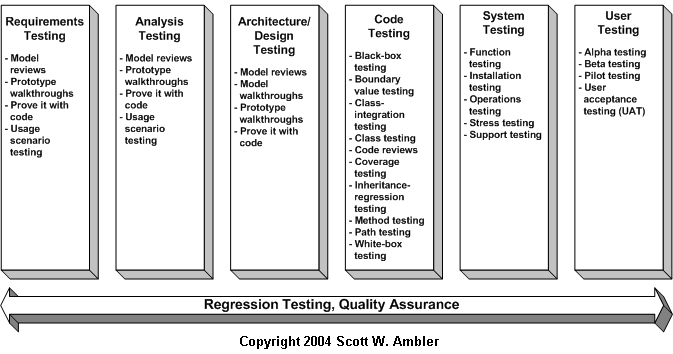 Requirements
Testing
- Model
reviews
- Prototype
walkthroughs
- Prove it with
code
- Usage
scenario
testing
Analysis
Testing
- Model reviews
- Prototype
walkthroughs
- Prove it with
code
- Usage
scenario
testing
Architecture/
Design
Testing
- Model reviews
- Model
walkthroughs
- Prototype
walkthroughs
- Prove it with
code
Code
Testing
- Black-box
testing
- Boundary
value testing
- Class-
integration
testing
- Class testing
- Code reviews
- Coverage
testing
- Inheritance-
regression
testing
- Method testing
- Path testing
- White-box
testing
System
Testing
- Function
testing
- Installation
testing
- Operations
testing
- Stress testing
- Support testing
User
Testing
- Alpha testing
- Beta testing
- Pilot testing
- User
acceptance
testing (UAT)
Regression Testing, Quality Assurance
Copyright 2004 Scott W. Ambler